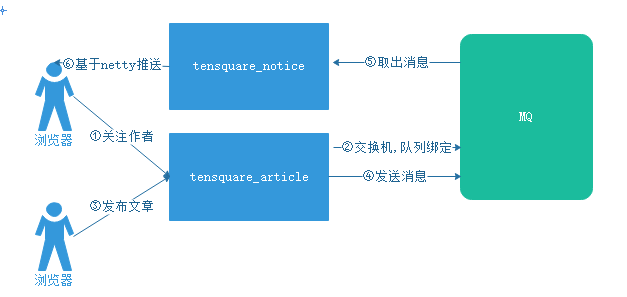 ⑥基于netty推送
tensquare_notice
⑤取出消息
浏览器
①关注作者
MQ
②交换机,队列绑定
tensquare_article
④发送消息
③发布文章
浏览器